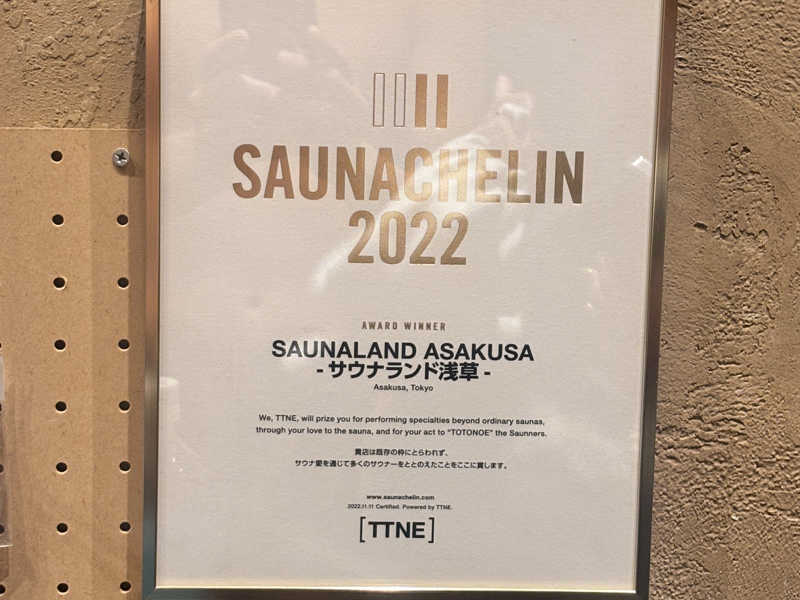 SAUNACHELIN
2022
AWARD WINNER
SAUNALAND ASAKUSA
- サウナランド浅草 -
Asakusa, Tokyo
We, TTNE, will prize you for performing specialties beyond ordinary saunas,
through your love to the sauna, and for your act to "TOTONOE" the Saunners.
貴店は既存の枠にとらわれず、
サウナ愛を通じて多くのサウナーをととのえたことをここに賞します。
www.saunachelin.com
2022.11.11 Certified. Powered by TTNE.
[TTNE]